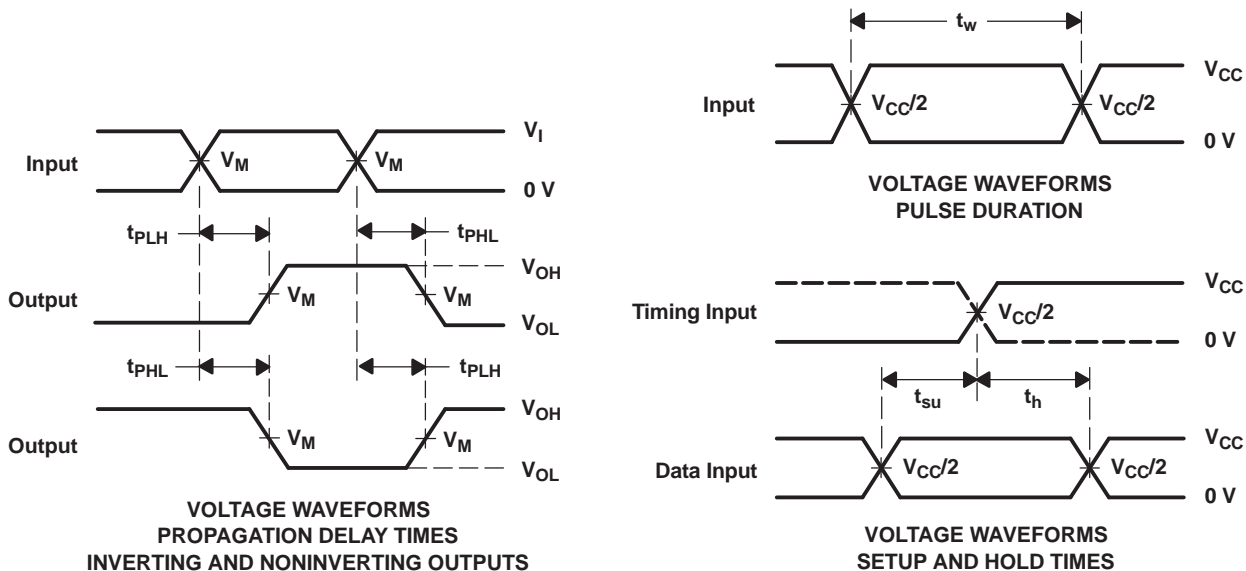 Input
V_I
V_M
V_M
0 V
t_PLH
t_PHL
Output
V_OH
V_M
V_M
V_OL
t_PHL
t_PLH
Output
V_OH
V_M
V_M
V_OL
VOLTAGE WAVEFORMS
PROPAGATION DELAY TIMES
INVERTING AND NONINVERTING OUTPUTS
t_w
Input
V_CC
V_CC/2
V_CC/2
0 V
VOLTAGE WAVEFORMS
PULSE DURATION
Timing Input
V_CC
V_CC/2
0 V
t_su
t_h
Data Input
V_CC
V_CC/2
V_CC/2
0 V
VOLTAGE WAVEFORMS
SETUP AND HOLD TIMES